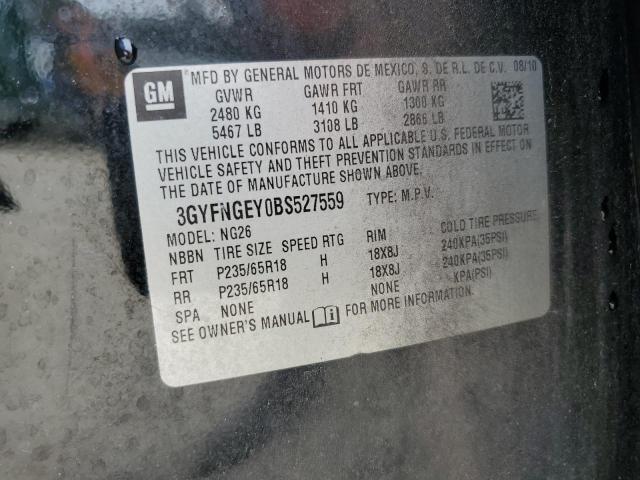 GM
MFD BY GENERAL MOTORS DE MEXICO, S. DE R.L. DE C.V. 08/10
GVWR GAWR FRT GAWR RR
2480 KG 1410 KG 1300 KG
5467 LB 3108 LB 2866 LB
THIS VEHICLE CONFORMS TO ALL APPLICABLE U.S. FEDERAL MOTOR
VEHICLE SAFETY AND THEFT PREVENTION STANDARDS IN EFFECT ON
THE DATE OF MANUFACTURE SHOWN ABOVE.
3GYFNGEY0BS527559 TYPE: M.P.V.
MODEL: NG26
NBBN TIRE SIZE SPEED RTG RIM COLD TIRE PRESSURE
FRT P235/65R18 H 18X8J 240KPA(35PSI)
RR P235/65R18 H 18X8J 240KPA(35PSI)
SPA NONE NONE KPA(PSI)
SEE OWNER'S MANUAL FOR MORE INFORMATION.